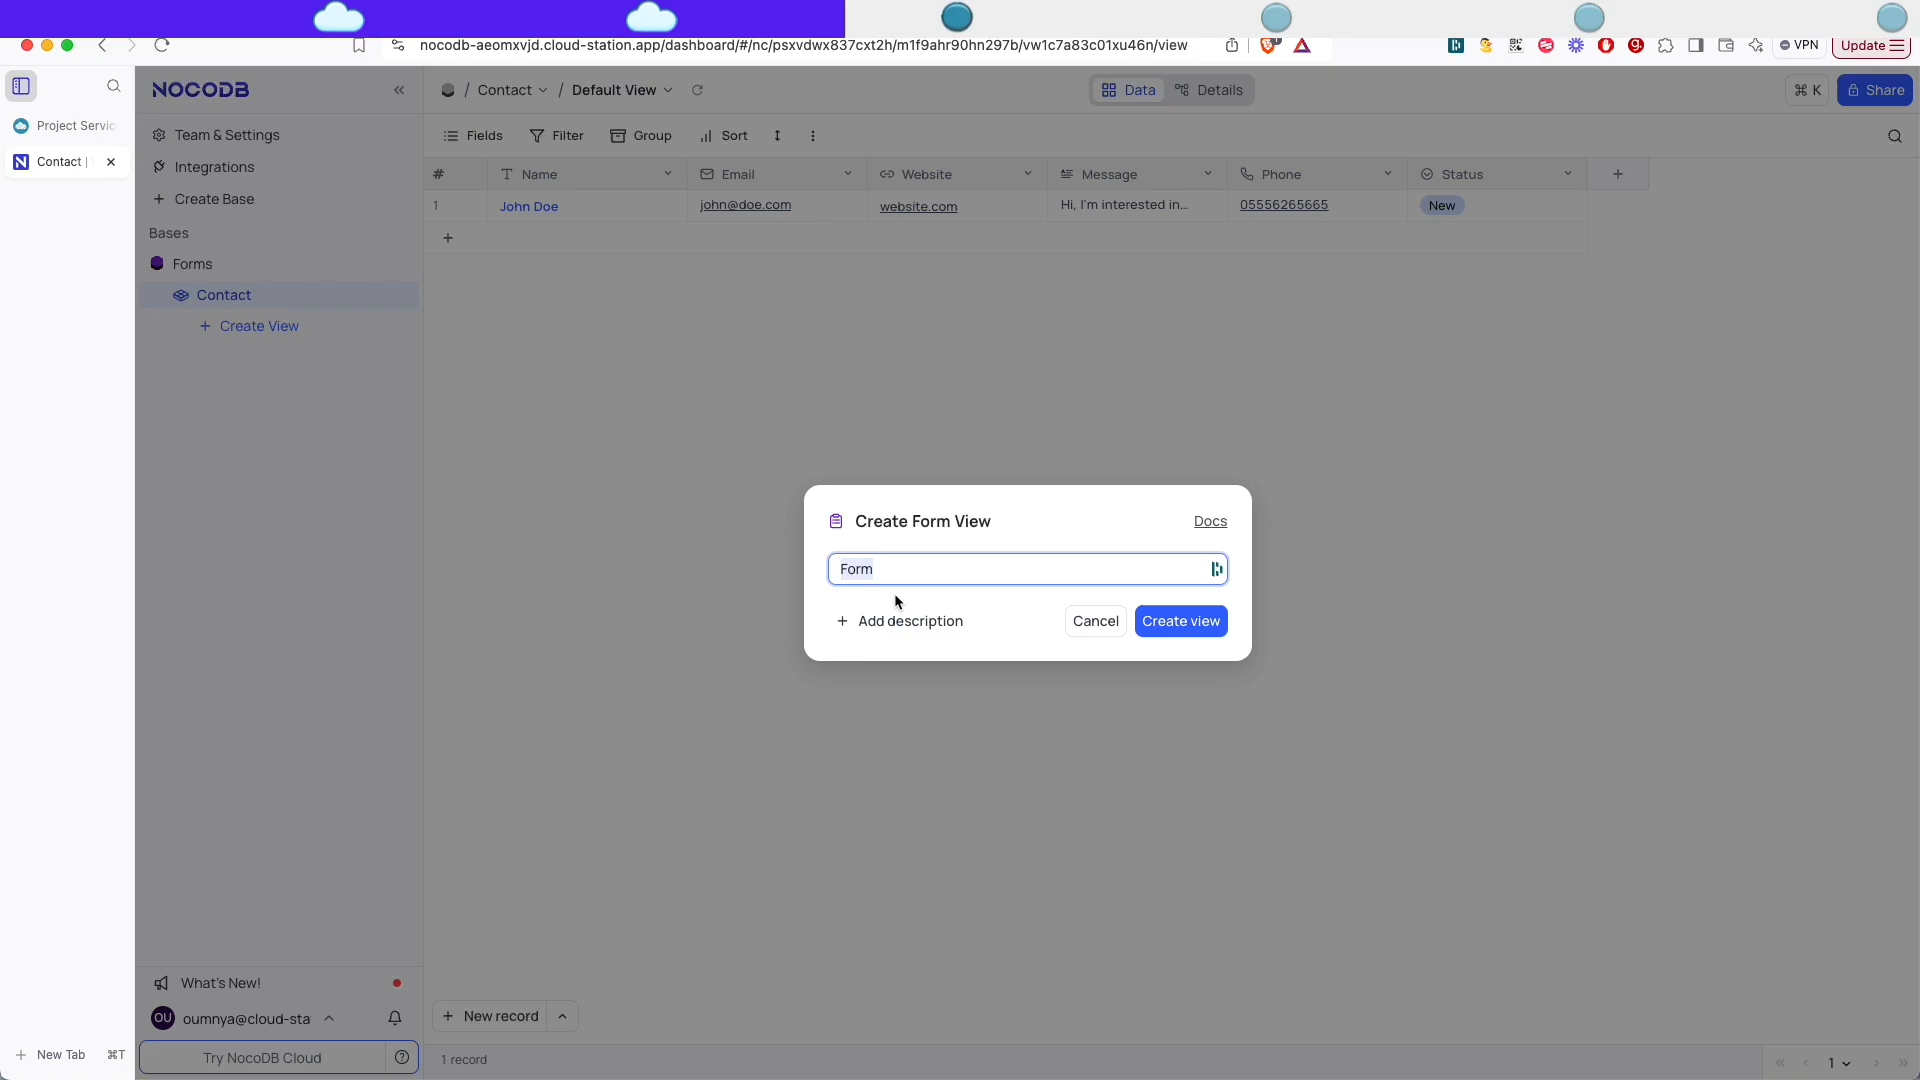 nocodb-aeomxvjd.cloud-station.app/dashboard/#/nc/psxvdwx837cxt2h/m1f9ahr90hn297b/vw1c7a83c01xu46n/view
VPN
Update
Project Servic
Contact |
NOCODB
/ Contact / Default View
Data
Details
⌘ K
Share
Team & Settings
Integrations
Create Base
Bases
Forms
Contact
Create View
Fields
Filter
Group
Sort
# Name Email Website Message Phone Status
1 John Doe john@doe.com website.com Hi, I'm interested in... 05556265665 New
Create Form View
Docs
Form
Add description
Cancel
Create view
What's New!
OU oumnya@cloud-sta
Try NocoDB Cloud
New Tab ⌘T
New record
1 record
1